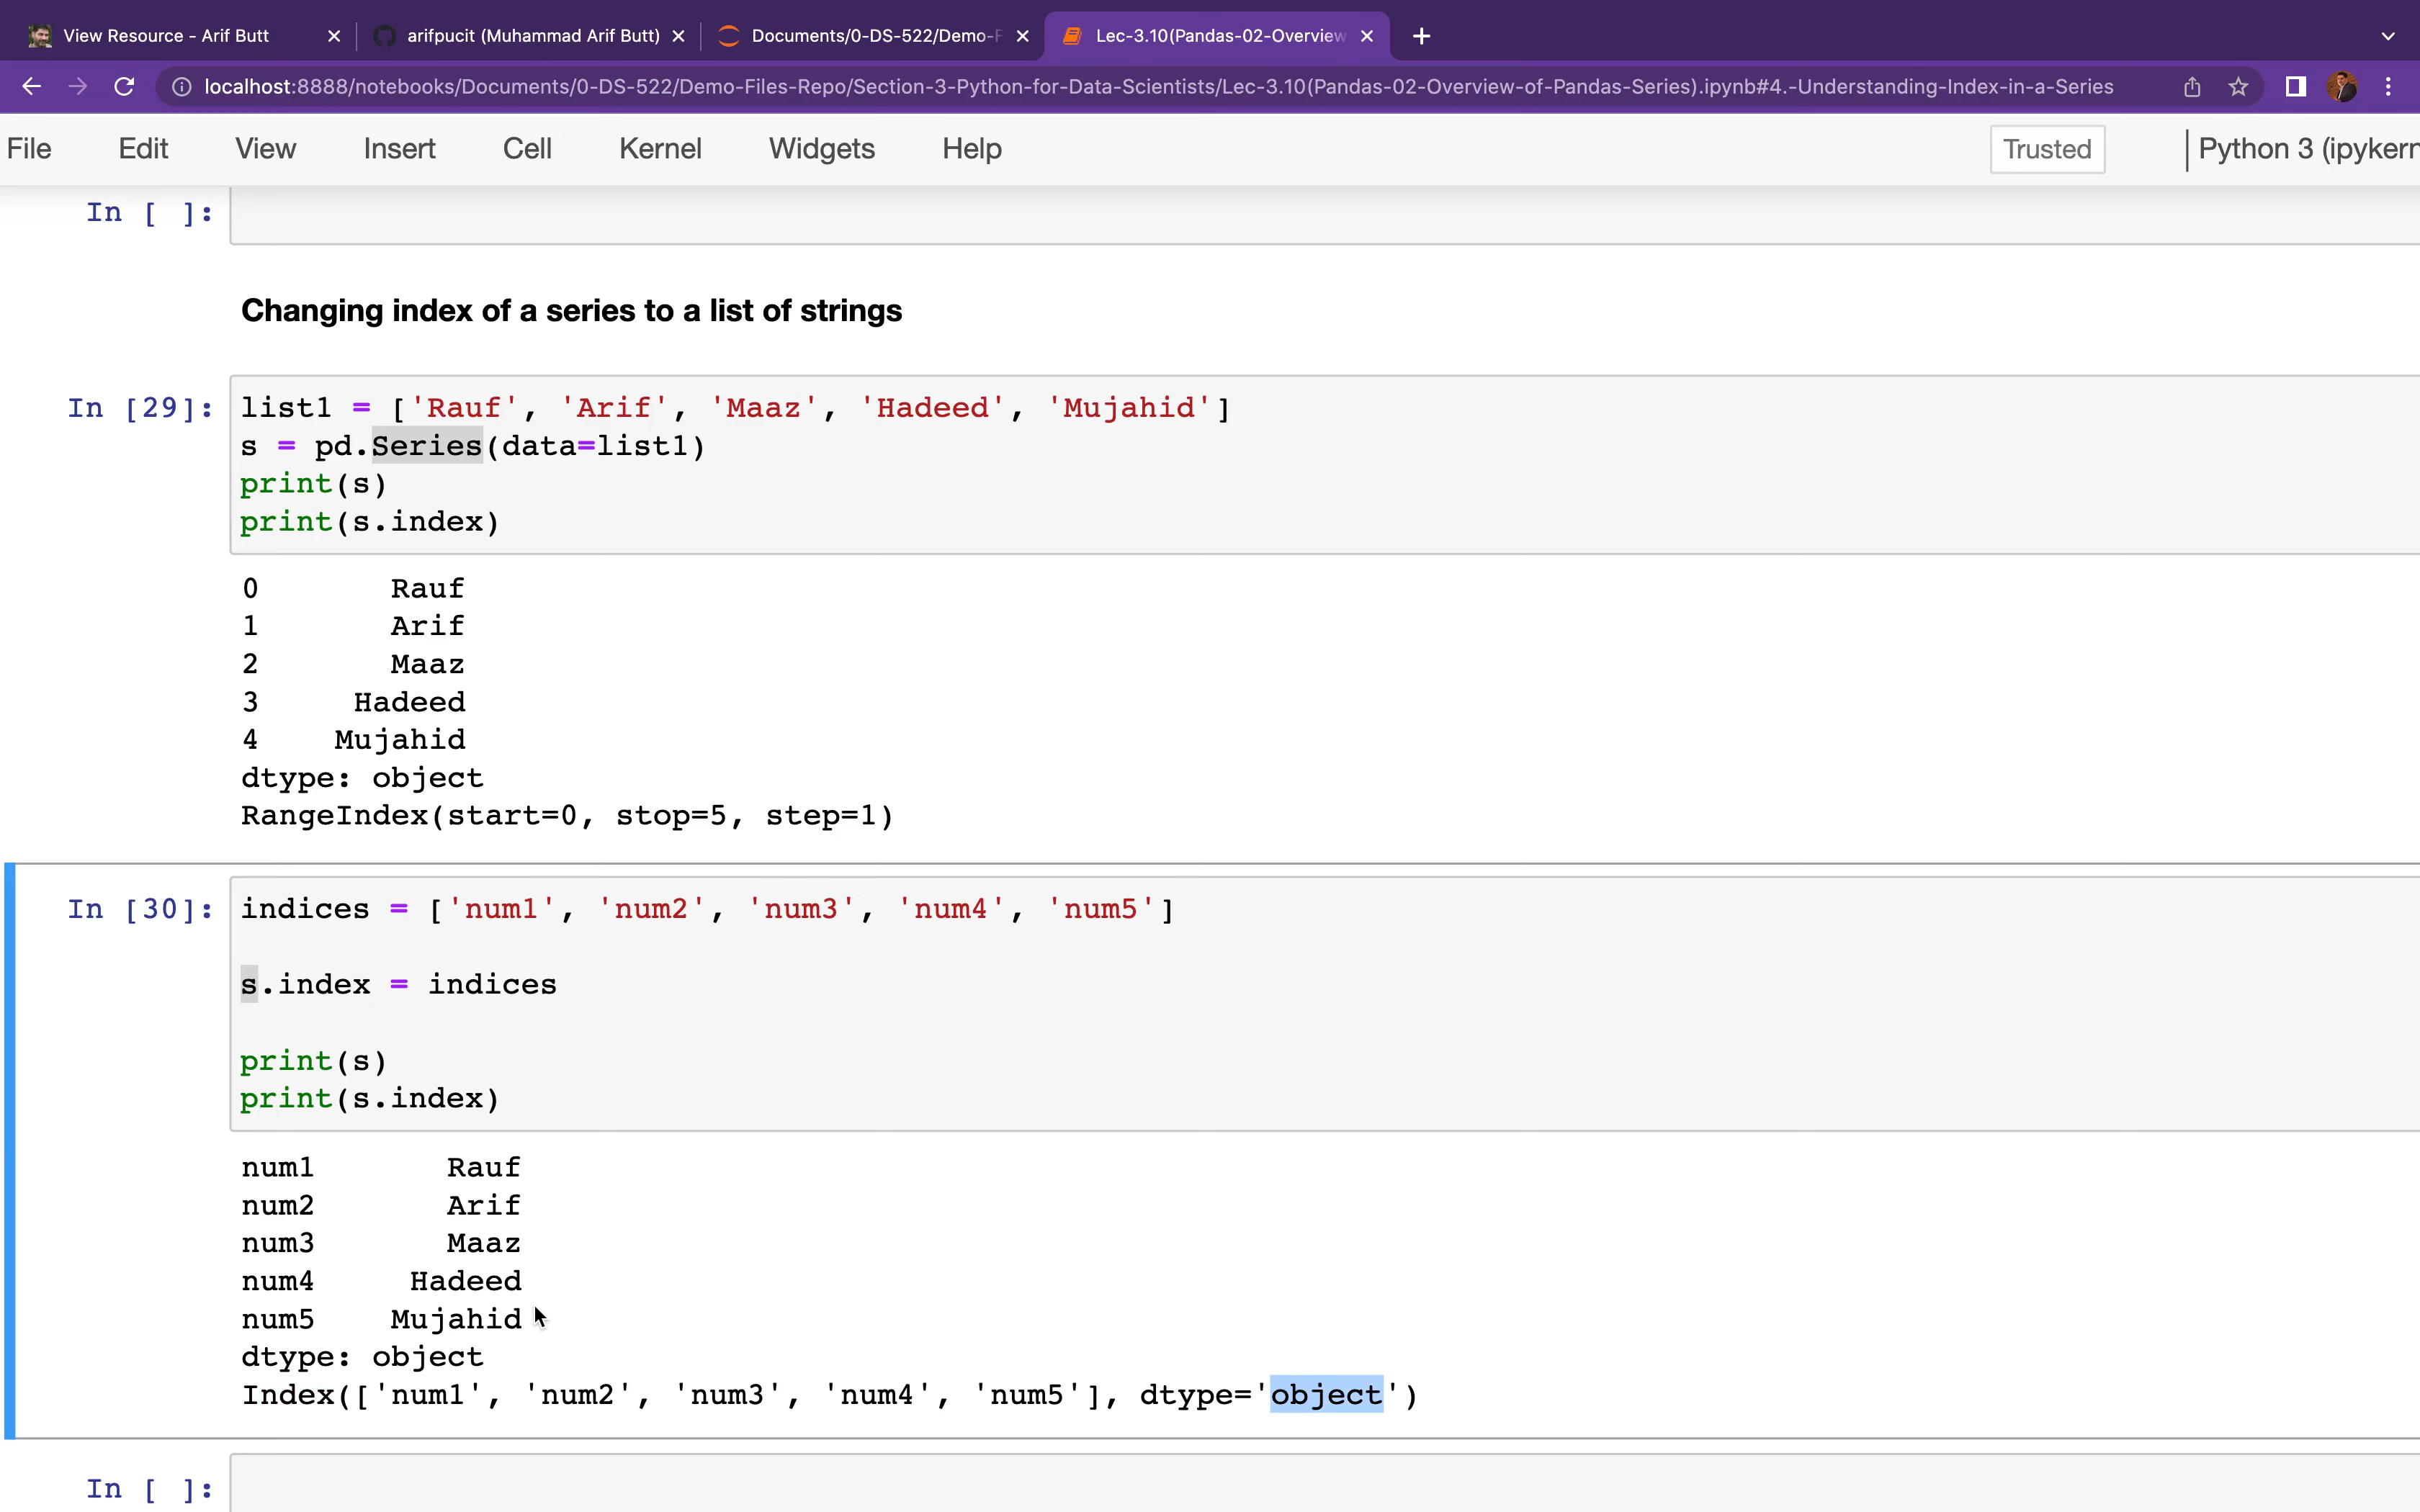 View Resource - Arif Butt
arifpucit (Muhammad Arif Butt)
Documents/0-DS-522/Demo-F
Lec-3.10(Pandas-02-Overview
localhost:8888/notebooks/Documents/0-DS-522/Demo-Files-Repo/Section-3-Python-for-Data-Scientists/Lec-3.10(Pandas-02-Overview-of-Pandas-Series).ipynb#4.-Understanding-Index-in-a-Series
File Edit View Insert Cell Kernel Widgets Help Trusted Python 3 (ipykern
In [ ]:
Changing index of a series to a list of strings
In [29]: list1 = ['Rauf', 'Arif', 'Maaz', 'Hadeed', 'Mujahid']
s = pd.Series(data=list1)
print(s)
print(s.index)
0 Rauf
1 Arif
2 Maaz
3 Hadeed
4 Mujahid
dtype: object
RangeIndex(start=0, stop=5, step=1)
In [30]: indices = ['num1', 'num2', 'num3', 'num4', 'num5']
s.index = indices
print(s)
print(s.index)
num1 Rauf
num2 Arif
num3 Maaz
num4 Hadeed
num5 Mujahid
dtype: object
Index(['num1', 'num2', 'num3', 'num4', 'num5'], dtype='object')
In [ ]: